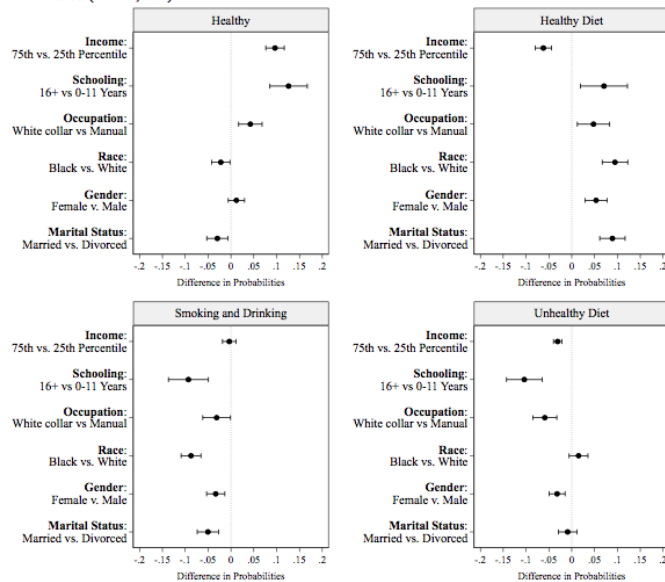 Healthy
Income:
75th vs. 25th Percentile
Schooling:
16+ vs 0-11 Years
Occupation:
White collar vs Manual
Race:
Black vs. White
Gender:
Female v. Male
Marital Status:
Married vs. Divorced
-.2 -.15 -.1 -.05 0 .05 .1 .15 .2
Difference in Probabilities
Healthy Diet
Income:
75th vs. 25th Percentile
Schooling:
16+ vs 0-11 Years
Occupation:
White collar vs Manual
Race:
Black vs. White
Gender:
Female v. Male
Marital Status:
Married vs. Divorced
-.2 -.15 -.1 -.05 0 .05 .1 .15 .2
Difference in Probabilities
Smoking and Drinking
Income:
75th vs. 25th Percentile
Schooling:
16+ vs 0-11 Years
Occupation:
White collar vs Manual
Race:
Black vs. White
Gender:
Female v. Male
Marital Status:
Married vs. Divorced
-.2 -.15 -.1 -.05 0 .05 .1 .15 .2
Difference in Probabilities
Unhealthy Diet
Income:
75th vs. 25th Percentile
Schooling:
16+ vs 0-11 Years
Occupation:
White collar vs Manual
Race:
Black vs. White
Gender:
Female v. Male
Marital Status:
Married vs. Divorced
-.2 -.15 -.1 -.05 0 .05 .1 .15 .2
Difference in Probabilities